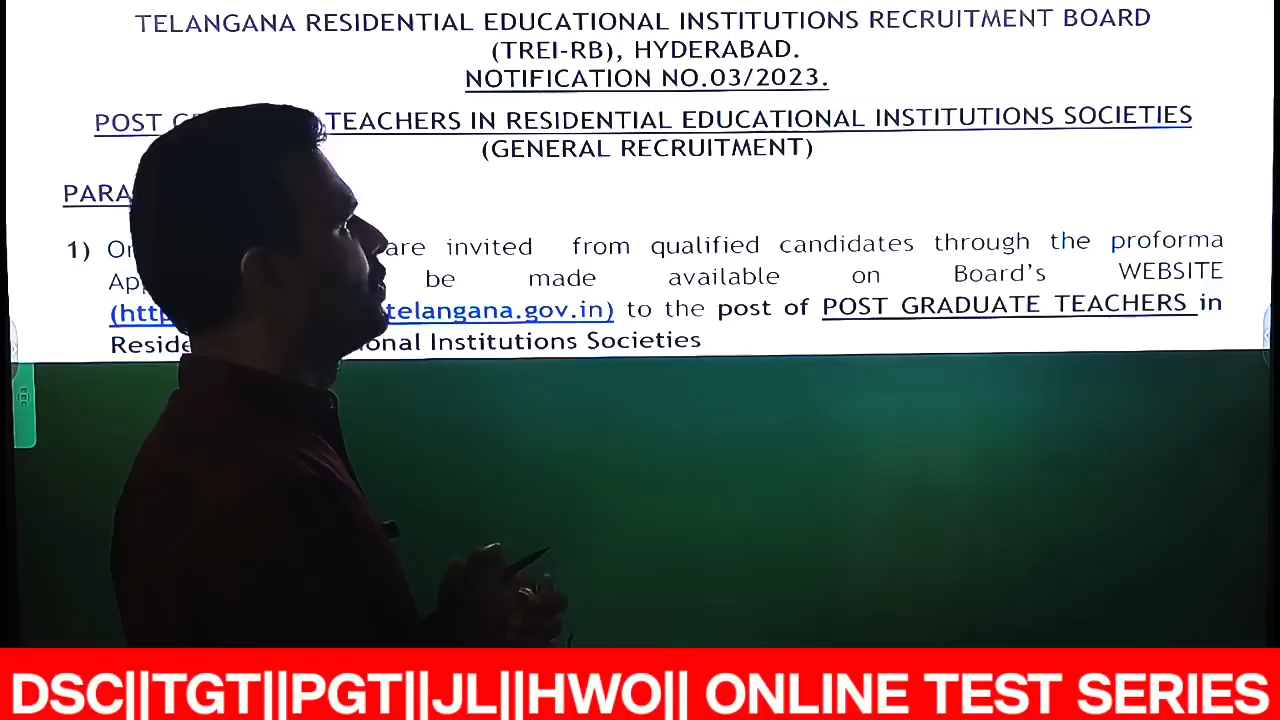 TELANGANA RESIDENTIAL EDUCATIONAL INSTITUTIONS RECRUITMENT BOARD
(TREI-RB), HYDERABAD.
NOTIFICATION NO.03/2023.
POST TEACHERS IN RESIDENTIAL EDUCATIONAL INSTITUTIONS SOCIETIES
(GENERAL RECRUITMENT)
PARA
1) are invited from qualified candidates through the proforma
be made available on Board's WEBSITE
(http telangana.gov.in) to the post of POST GRADUATE TEACHERS in
Institutions Societies
DSC||TGT||PGT||JL||HWO|| ONLINE TEST SERIES